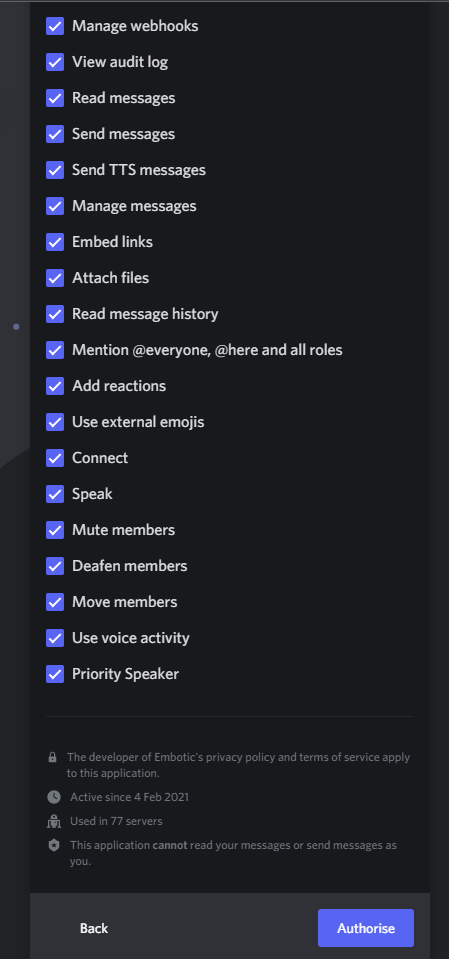 Manage webhooks
View audit log
Read messages
Send messages
Send TTS messages
Manage messages
Embed links
Attach files
Read message history
Mention @everyone, @here and all roles
Add reactions
Use external emojis
Connect
Speak
Mute members
Deafen members
Move members
Use voice activity
Priority Speaker
The developer of Embotic's privacy policy and terms of service apply
to this application.
Active since 4 Feb 2021
Used in 77 servers
This application cannot read your messages or send messages as
you.
Back
Authorise